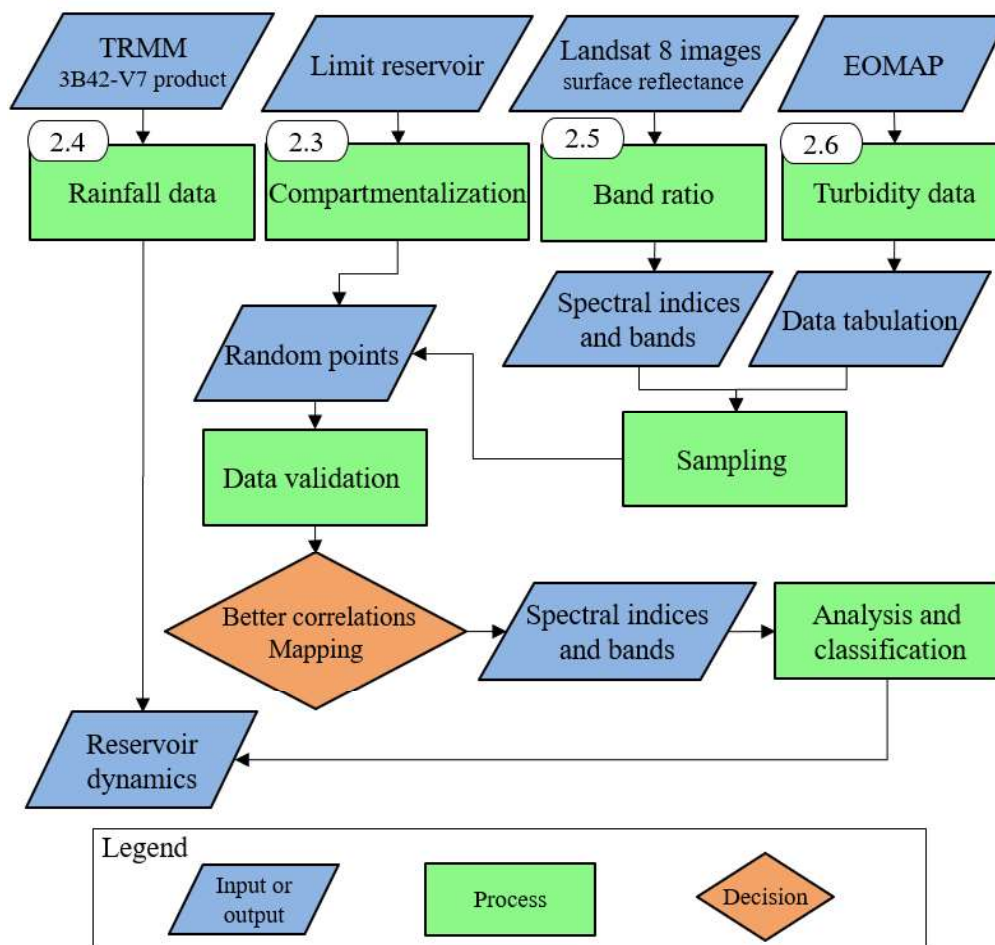 TRMM
3B42-V7 product
Limit reservoir
Landsat 8 images
surface reflectance
EOMAP
2.4
Rainfall data
2.3
Compartmentalization
2.5
Band ratio
2.6
Turbidity data
Spectral indices
and bands
Data tabulation
Random points
Sampling
Data validation
Better correlations
Mapping
Spectral indices
and bands
Analysis and
classification
Reservoir
dynamics
Legend
Input or
output
Process
Decision